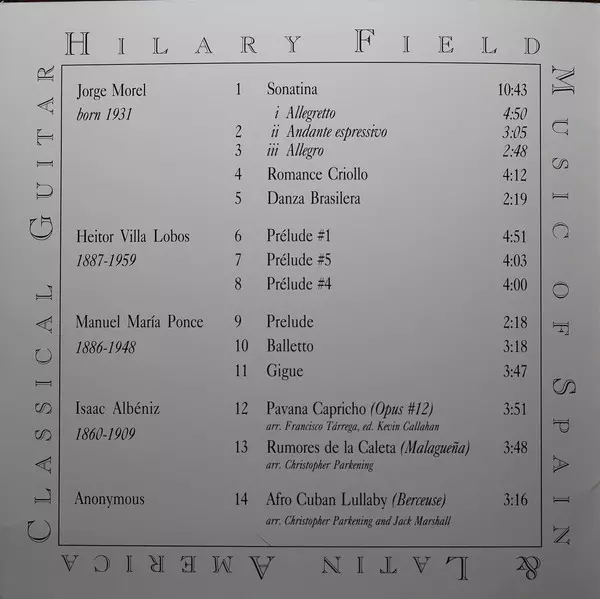 HILARY FIELD
Jorge Morel 1 Sonatina 10:43
born 1931 i Allegretto 4:50
2 ii Andante espressivo 3:05
3 iii Allegro 2:48
4 Romance Criollo 4:12
5 Danza Brasilera 2:19
Heitor Villa Lobos 6 Prélude #1 4:51
1887-1959 7 Prélude #5 4:03
8 Prélude #4 4:00
Manuel María Ponce 9 Prelude 2:18
1886-1948 10 Balletto 3:18
11 Gigue 3:47
Isaac Albéniz 12 Pavana Capricho (Opus #12) 3:51
1860-1909 arr. Francisco Tárrega, ed. Kevin Callahan
13 Rumores de la Caleta (Malagueña) 3:48
arr. Christopher Parkening
Anonymous 14 Afro Cuban Lullaby (Berceuse) 3:16
arr. Christopher Parkening and Jack Marshall
MUSIC OF SPAIN
& LATIN AMERICA
CLASSICAL GUITAR